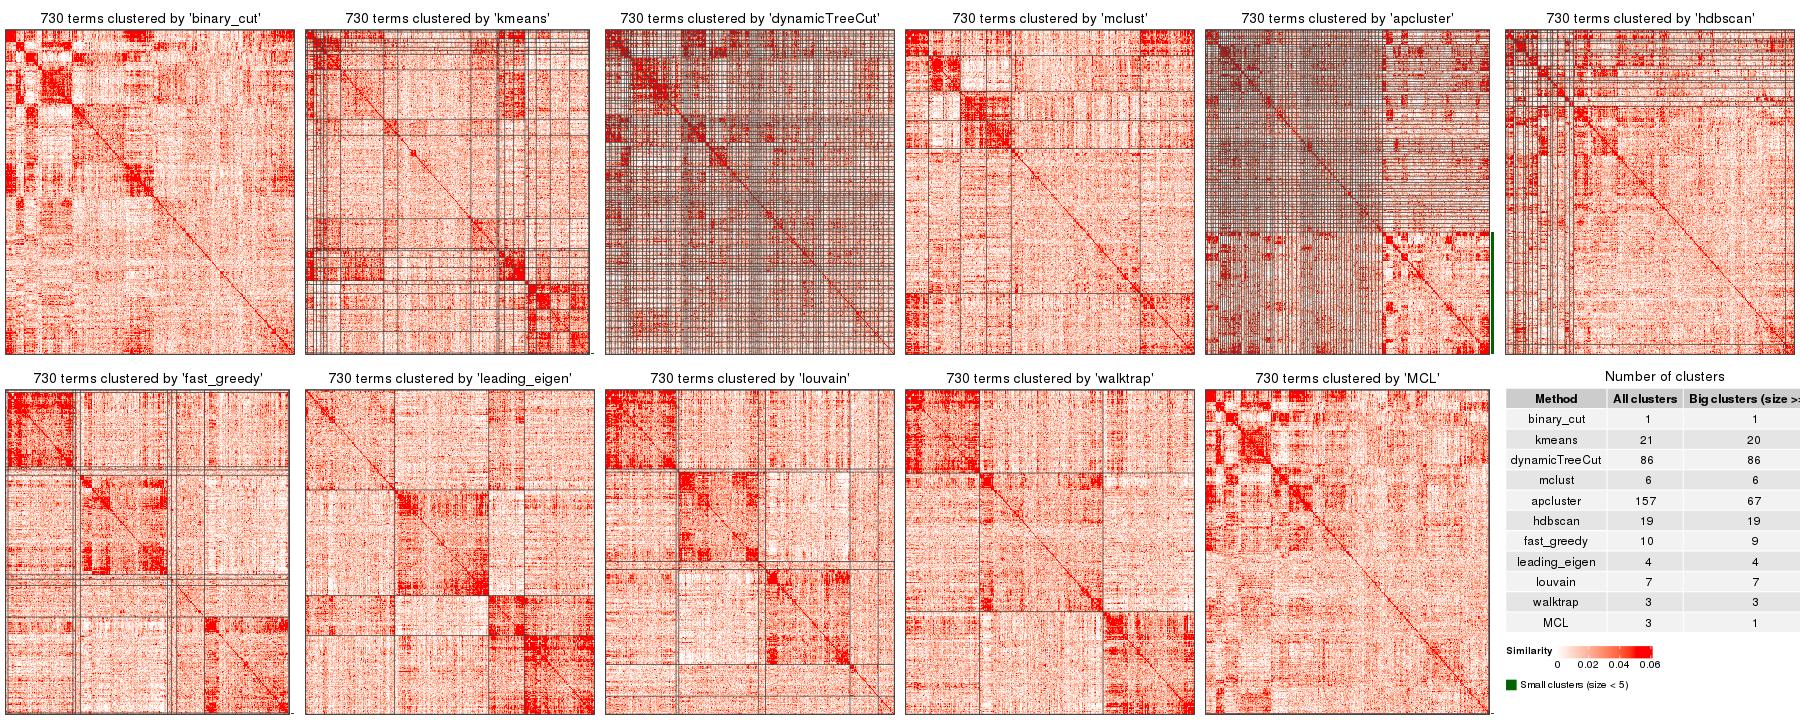 730 terms clustered by 'binary_cut'
730 terms clustered by 'kmeans'
730 terms clustered by 'dynamicTreeCut'
730 terms clustered by 'mclust'
730 terms clustered by 'apcluster'
730 terms clustered by 'hdbscan'
730 terms clustered by 'fast_greedy'
730 terms clustered by 'leading_eigen'
730 terms clustered by 'louvain'
730 terms clustered by 'walktrap'
730 terms clustered by 'MCL'
Number of clusters
Method All clusters Big clusters (size >=
binary_cut 1 1
kmeans 21 20
dynamicTreeCut 86 86
mclust 6 6
apcluster 157 67
hdbscan 19 19
fast_greedy 10 9
leading_eigen 4 4
louvain 7 7
walktrap 3 3
MCL 3 1
Similarity
0 0.02 0.04 0.06
Small clusters (size < 5)